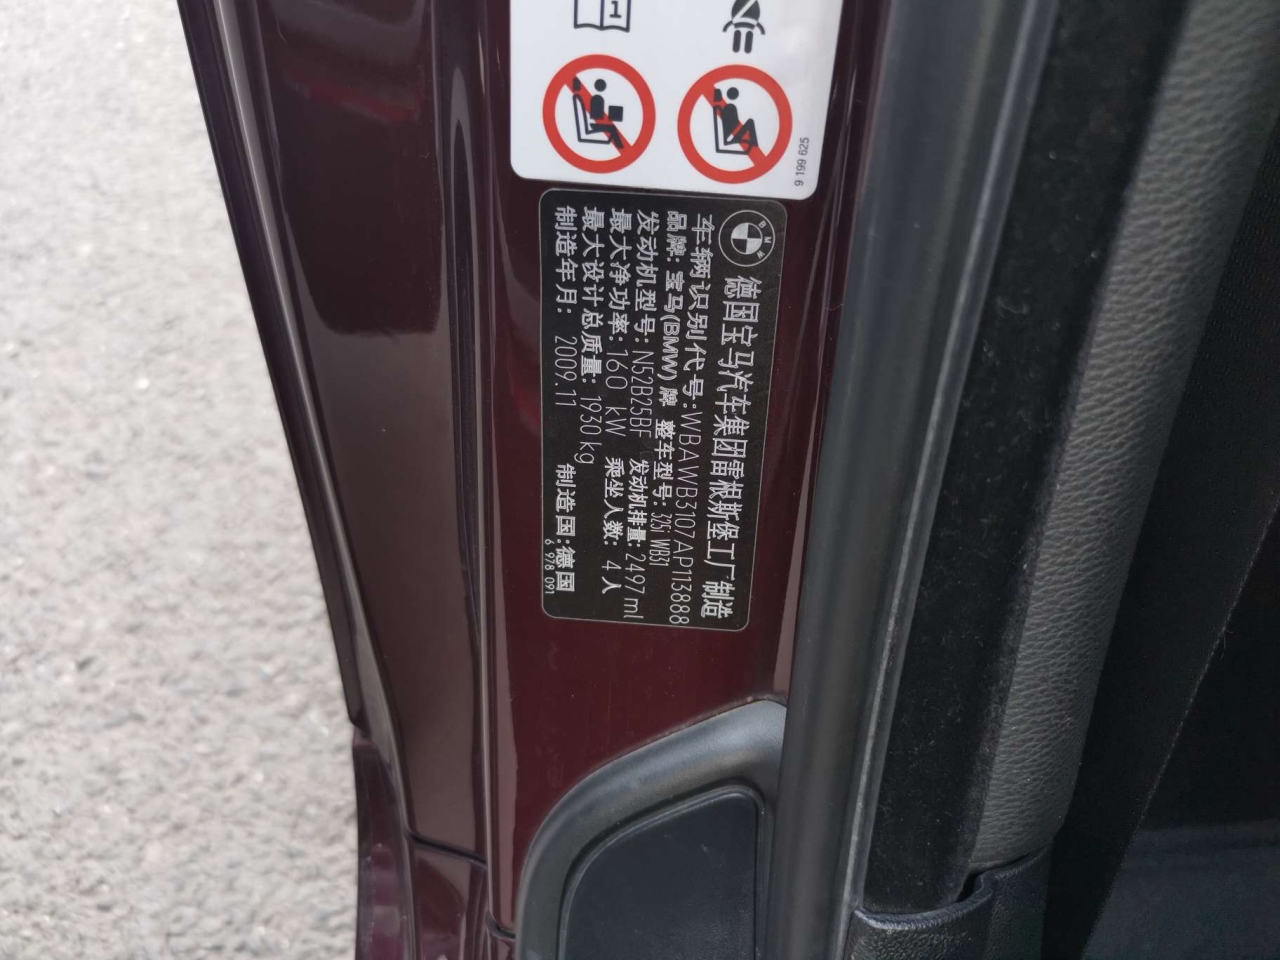 9 199 625
BMW
德国宝马汽车集团雷根斯堡工厂制造
车辆识别代号:WBAWB3107AP113888
品牌:宝马(BMW)牌 整车型号:325i WB31
发动机型号:N52B25BF 发动机排量:2497ml
最大净功率:160 kW 乘坐人数:4人
最大设计总质量:1930kg
制造年月: 2009.11 制造国:德国
6 978 091